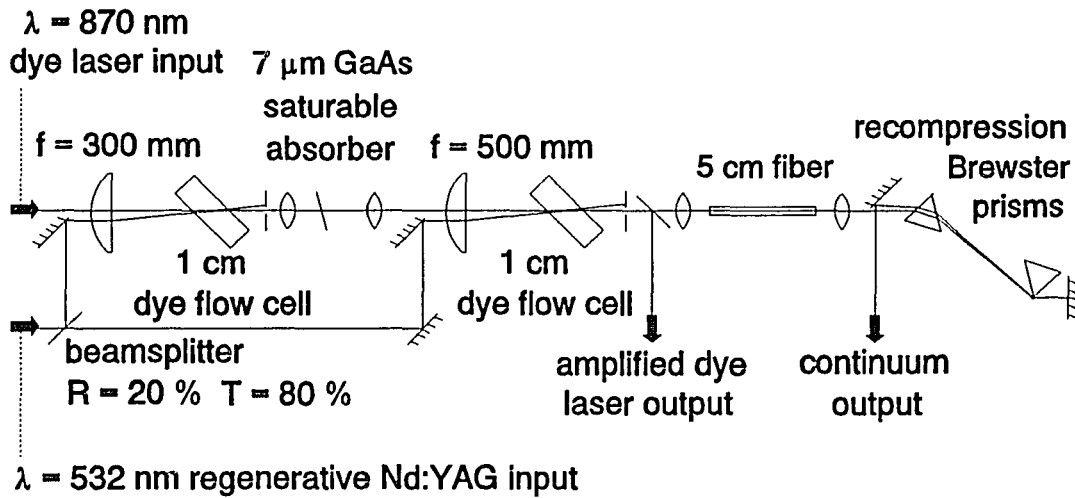 λ = 870 nm
dye laser input
7 μm GaAs
saturable
absorber
f = 300 mm
f = 500 mm
5 cm fiber
recompression
Brewster
prisms
1 cm
dye flow cell
1 cm
dye flow cell
beamsplitter
R = 20 % T = 80 %
amplified dye
laser output
continuum
output
λ = 532 nm regenerative Nd:YAG input